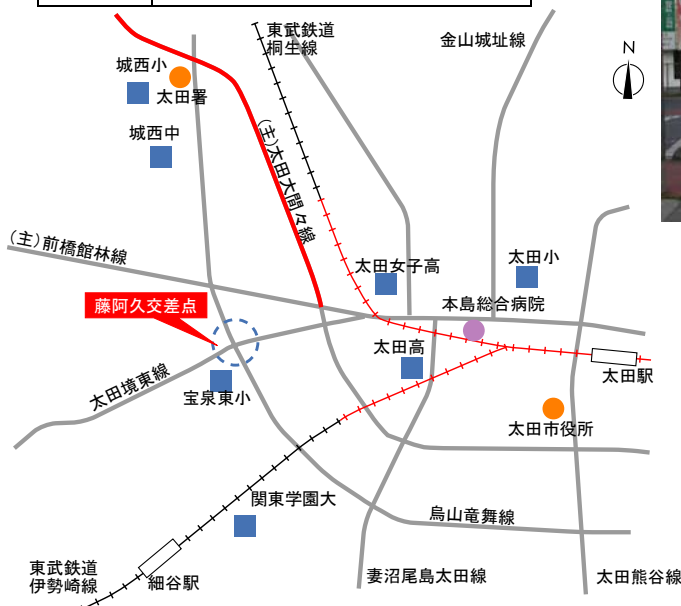 東武鉄道
桐生線
金山城址線
N
城西小
太田署
城西中
(主)太田大間々線
(主)前橋館林線
太田女子高
太田小
本島総合病院
藤阿久交差点
太田高
太田駅
太田境東線
宝泉東小
太田市役所
関東学園大
烏山竜舞線
東武鉄道
伊勢崎線
細谷駅
妻沼尾島太田線
太田熊谷線